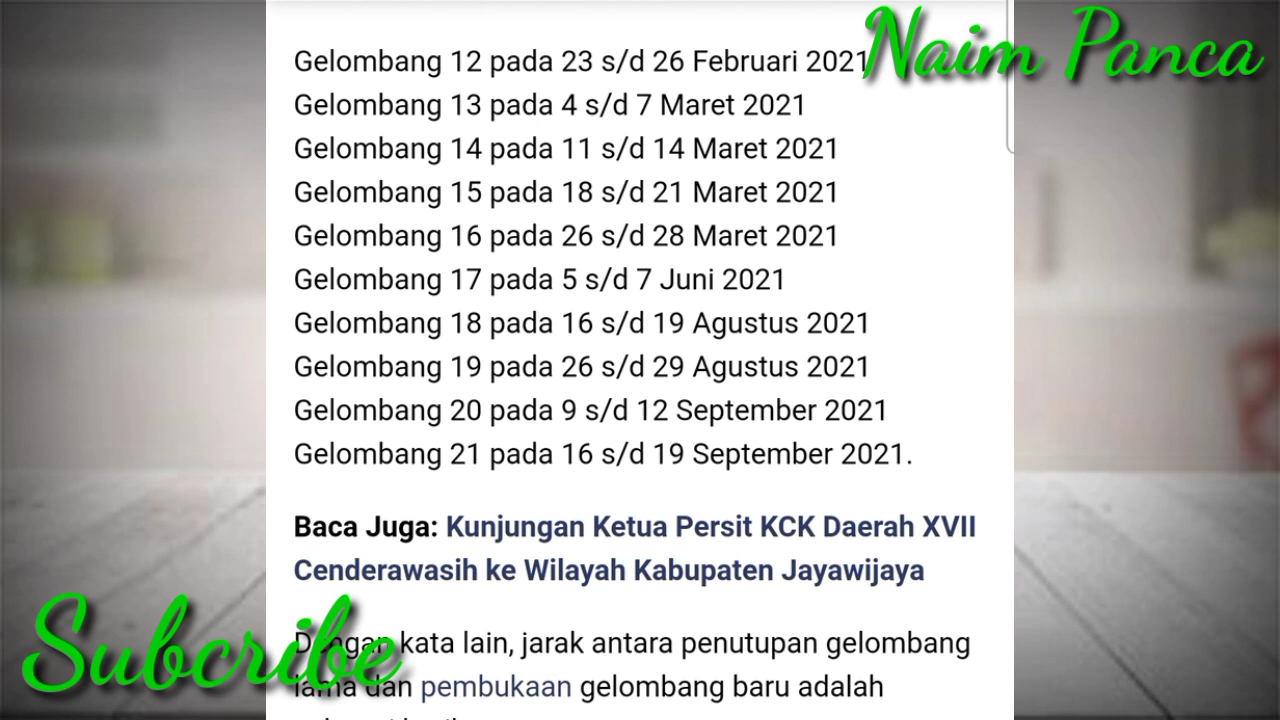 Naim Panca
Gelombang 12 pada 23 s/d 26 Februari 2021
Gelombang 13 pada 4 s/d 7 Maret 2021
Gelombang 14 pada 11 s/d 14 Maret 2021
Gelombang 15 pada 18 s/d 21 Maret 2021
Gelombang 16 pada 26 s/d 28 Maret 2021
Gelombang 17 pada 5 s/d 7 Juni 2021
Gelombang 18 pada 16 s/d 19 Agustus 2021
Gelombang 19 pada 26 s/d 29 Agustus 2021
Gelombang 20 pada 9 s/d 12 September 2021
Gelombang 21 pada 16 s/d 19 September 2021.
Baca Juga: Kunjungan Ketua Persit KCK Daerah XVII
Cenderawasih ke Wilayah Kabupaten Jayawijaya
Dengan kata lain, jarak antara penutupan gelombang
lama dan pembukaan gelombang baru adalah
Subcribe